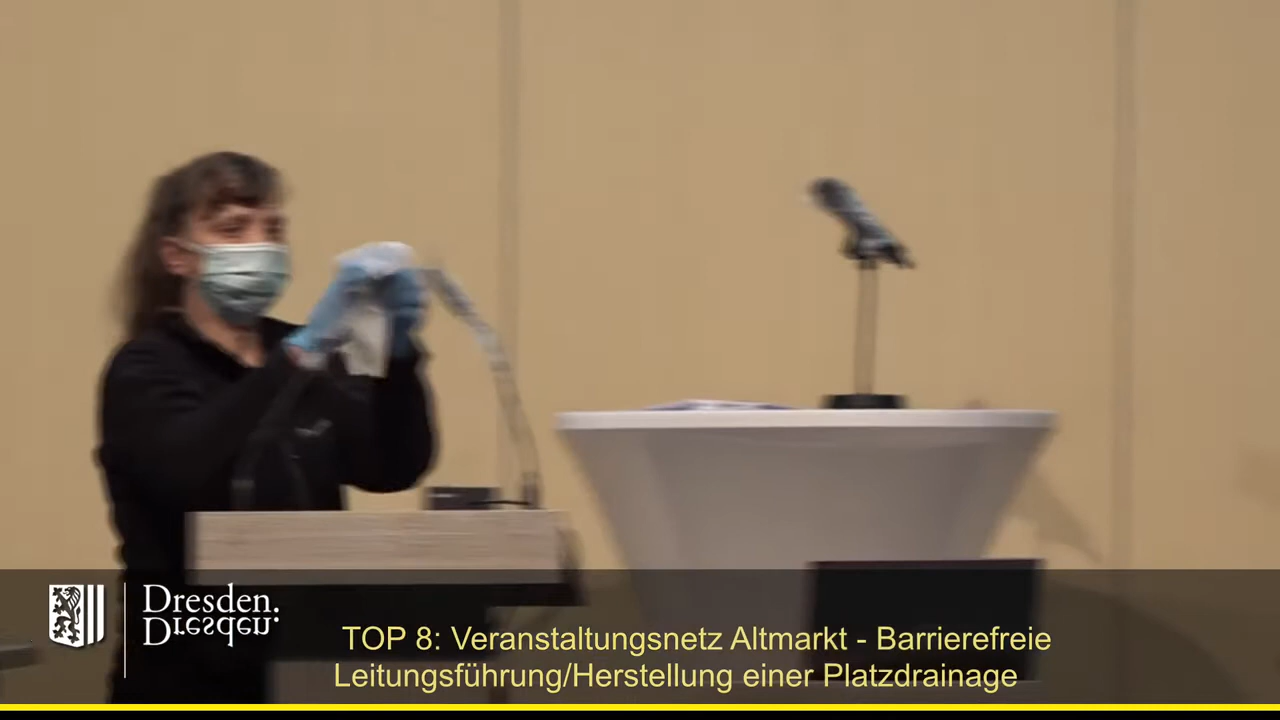 Dresden.
Dresden.
TOP 8: Veranstaltungsnetz Altmarkt - Barrierefreie
Leitungsführung/Herstellung einer Platzdrainage